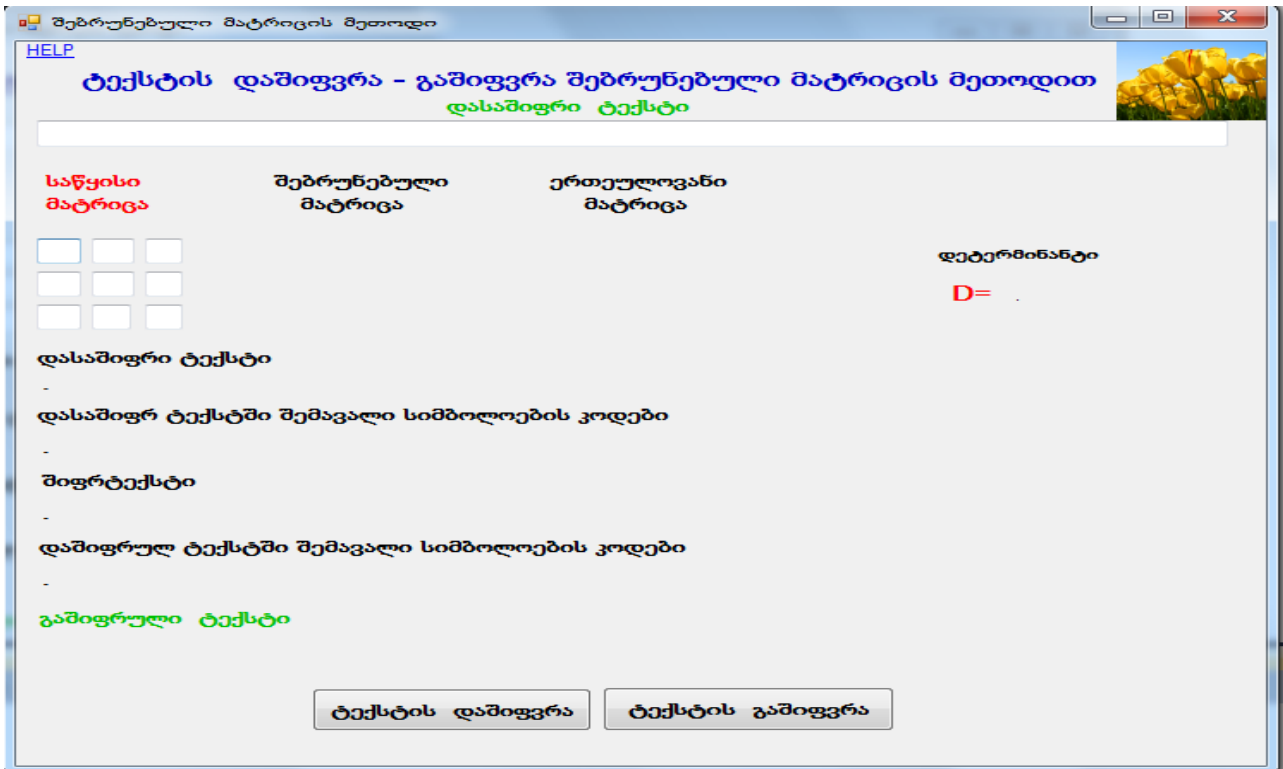 შებრუნებული მატრიცის მეთოდი
HELP
ტექსტის დაშიფვრა - გაშიფვრა შებრუნებული მატრიცის მეთოდით
დასაშიფრი ტექსტი
საწყისი მატრიცა
შებრუნებული მატრიცა
ერთეულოვანი მატრიცა
დეტერმინანტი
D= .
დასაშიფრი ტექსტი
-
დასაშიფრ ტექსტში შემავალი სიმბოლოების კოდები
-
შიფრტექსტი
-
დაშიფრულ ტექსტში შემავალი სიმბოლოების კოდები
-
გაშიფრული ტექსტი
ტექსტის დაშიფვრა
ტექსტის გაშიფვრა